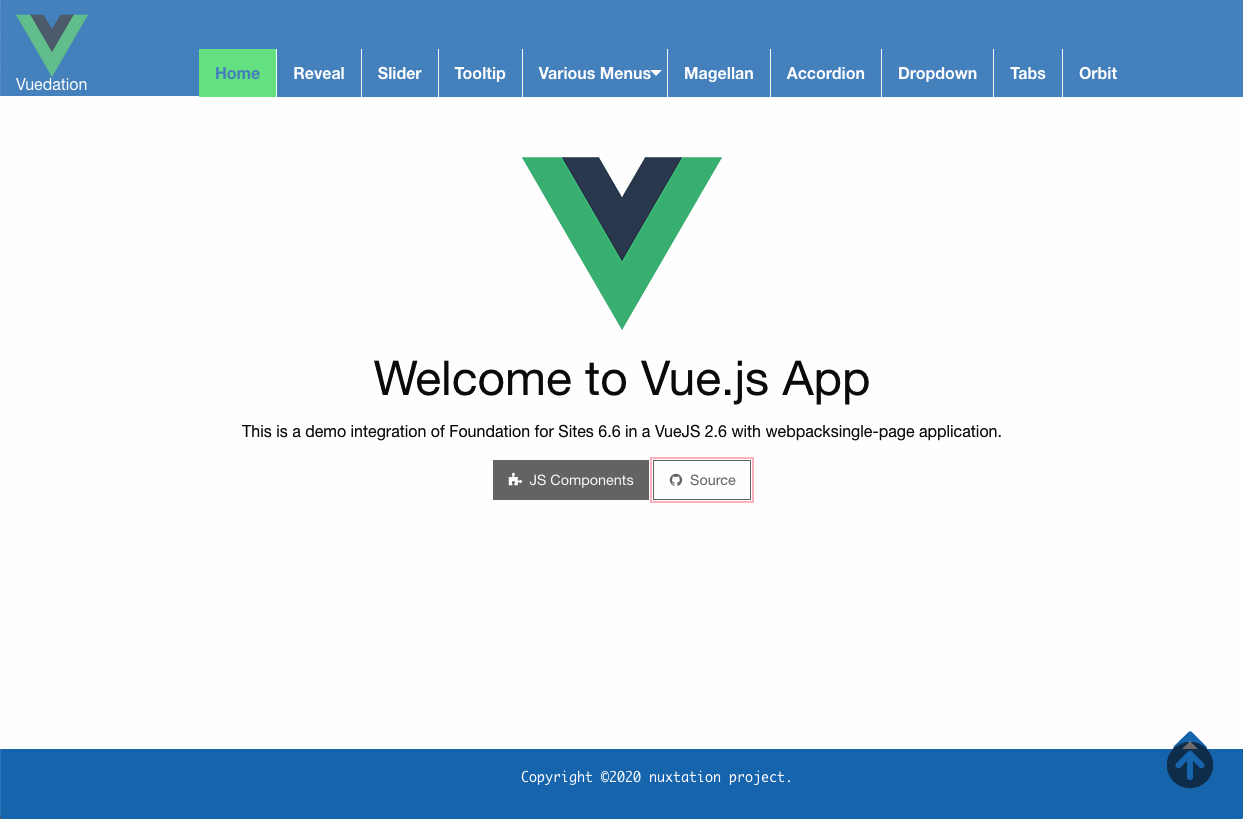 Vuedation
Home Reveal Slider Tooltip Various Menus Magellan Accordion Dropdown Tabs Orbit
Welcome to Vue.js App
This is a demo integration of Foundation for Sites 6.6 in a VueJS 2.6 with webpacksingle-page application.
JS Components Source
Copyright ©2020 nuxtation project.